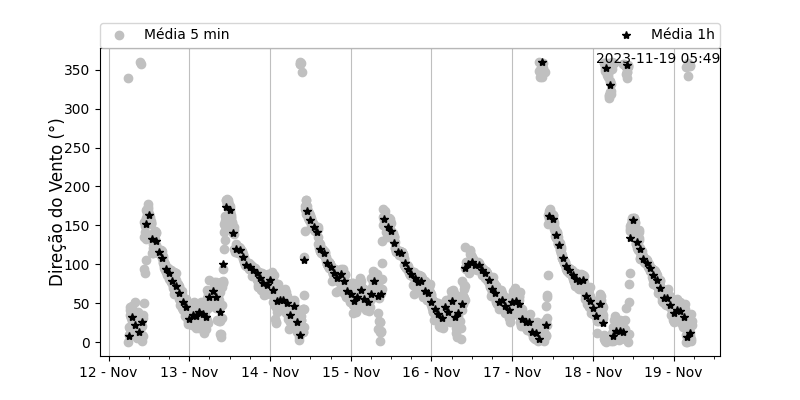 Média 5 min
Média 1h
2023-11-19 05:49
Direção do Vento (°)
350
300
250
200
150
100
50
0
12 - Nov
13 - Nov
14 - Nov
15 - Nov
16 - Nov
17 - Nov
18 - Nov
19 - Nov